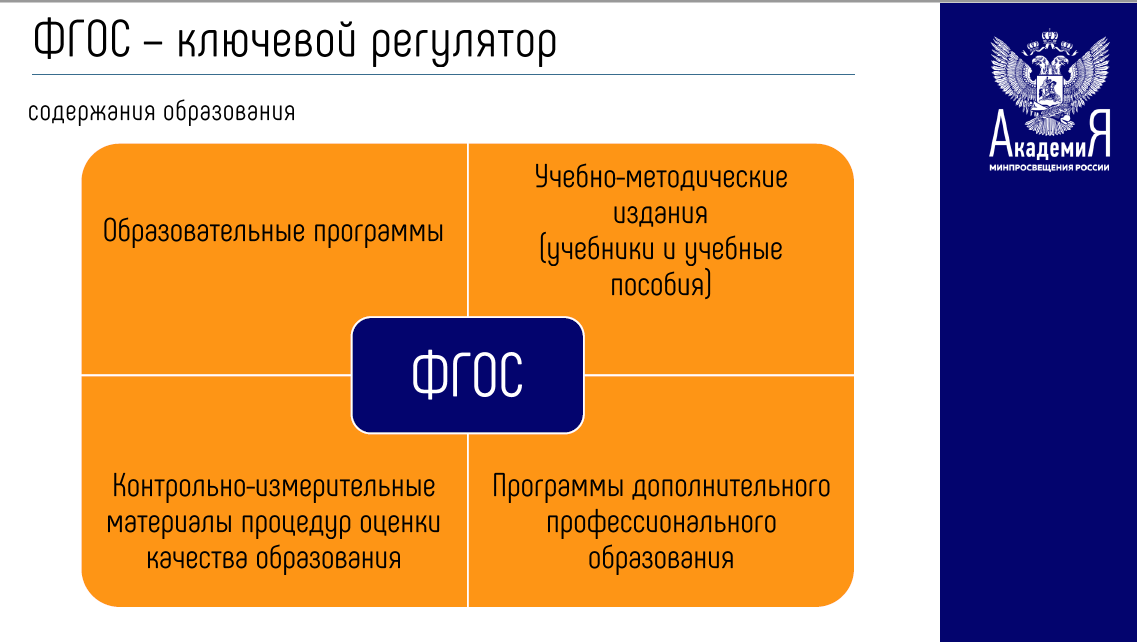 ФГОС – ключевой регулятор
содержания образования
Образовательные программы
Учебно-методические
издания
(учебники и учебные
пособия)
ФГОС
Контрольно-измерительные
материалы процедур оценки
качества образования
Программы дополнительного
профессионального
образования
АкадемиЯ
МИНПРОСВЕЩЕНИЯ РОССИИ